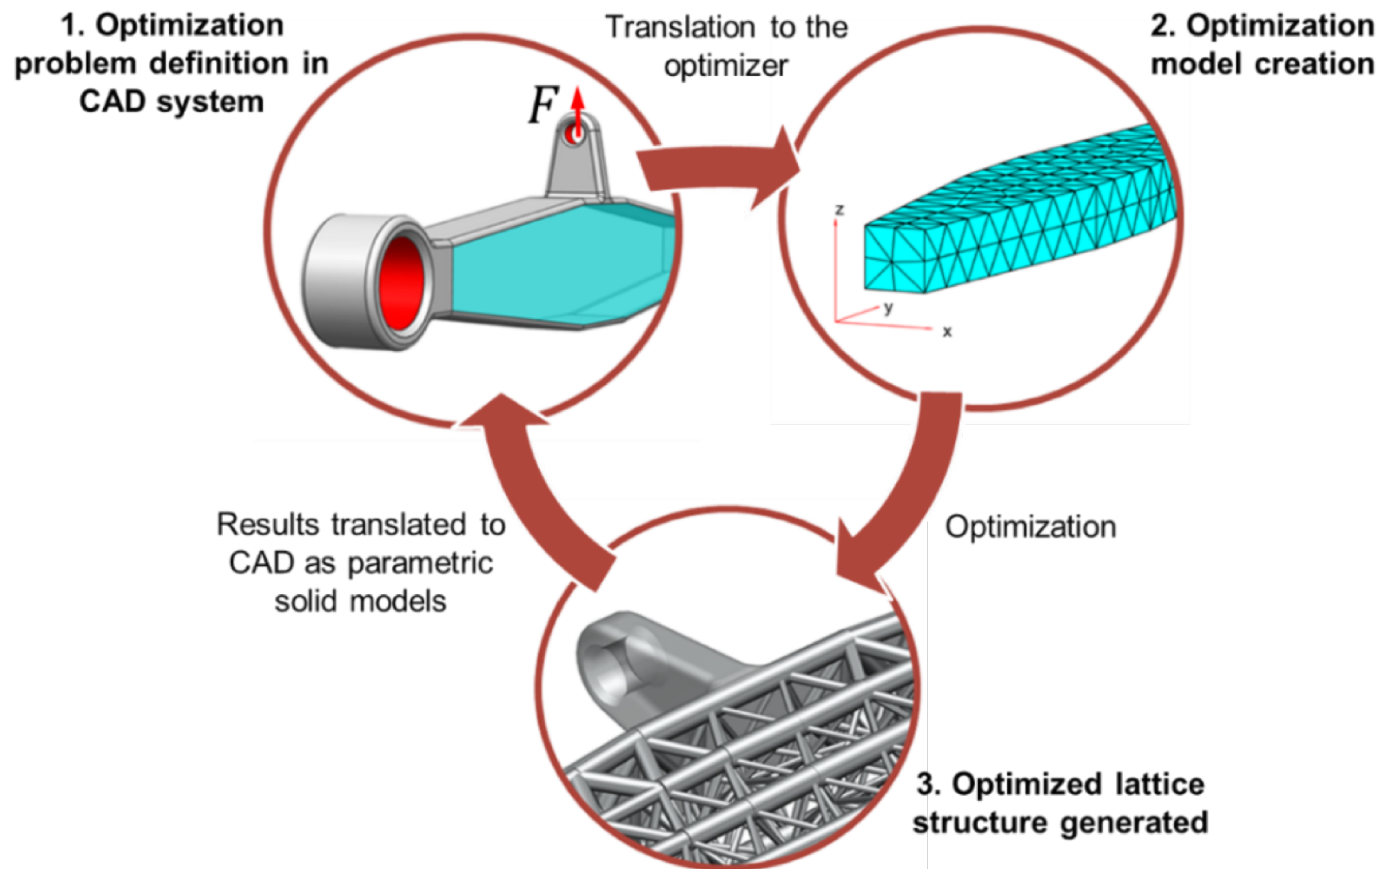 1. Optimization
problem definition in
CAD system
Translation to the
optimizer
2. Optimization
model creation
F
z
y
x
Results translated to
CAD as parametric
solid models
Optimization
3. Optimized lattice
structure generated